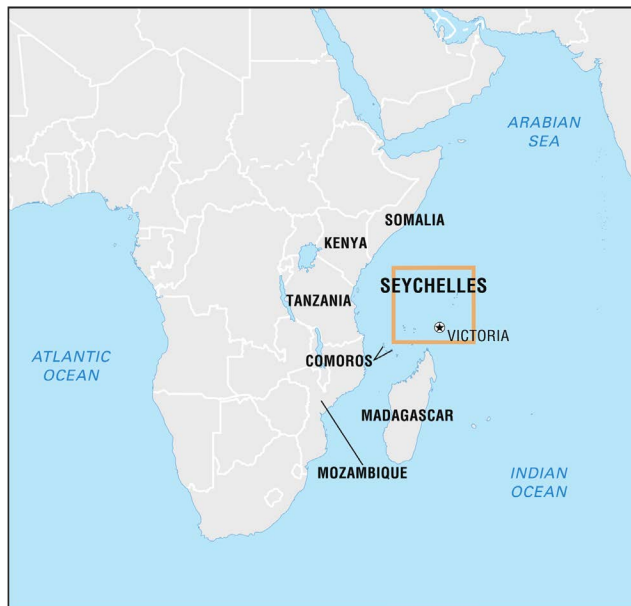 ARABIAN
SEA
SOMALIA
KENYA
SEYCHELLES
TANZANIA
VICTORIA
ATLANTIC
OCEAN
COMOROS
MADAGASCAR
MOZAMBIQUE
INDIAN
OCEAN